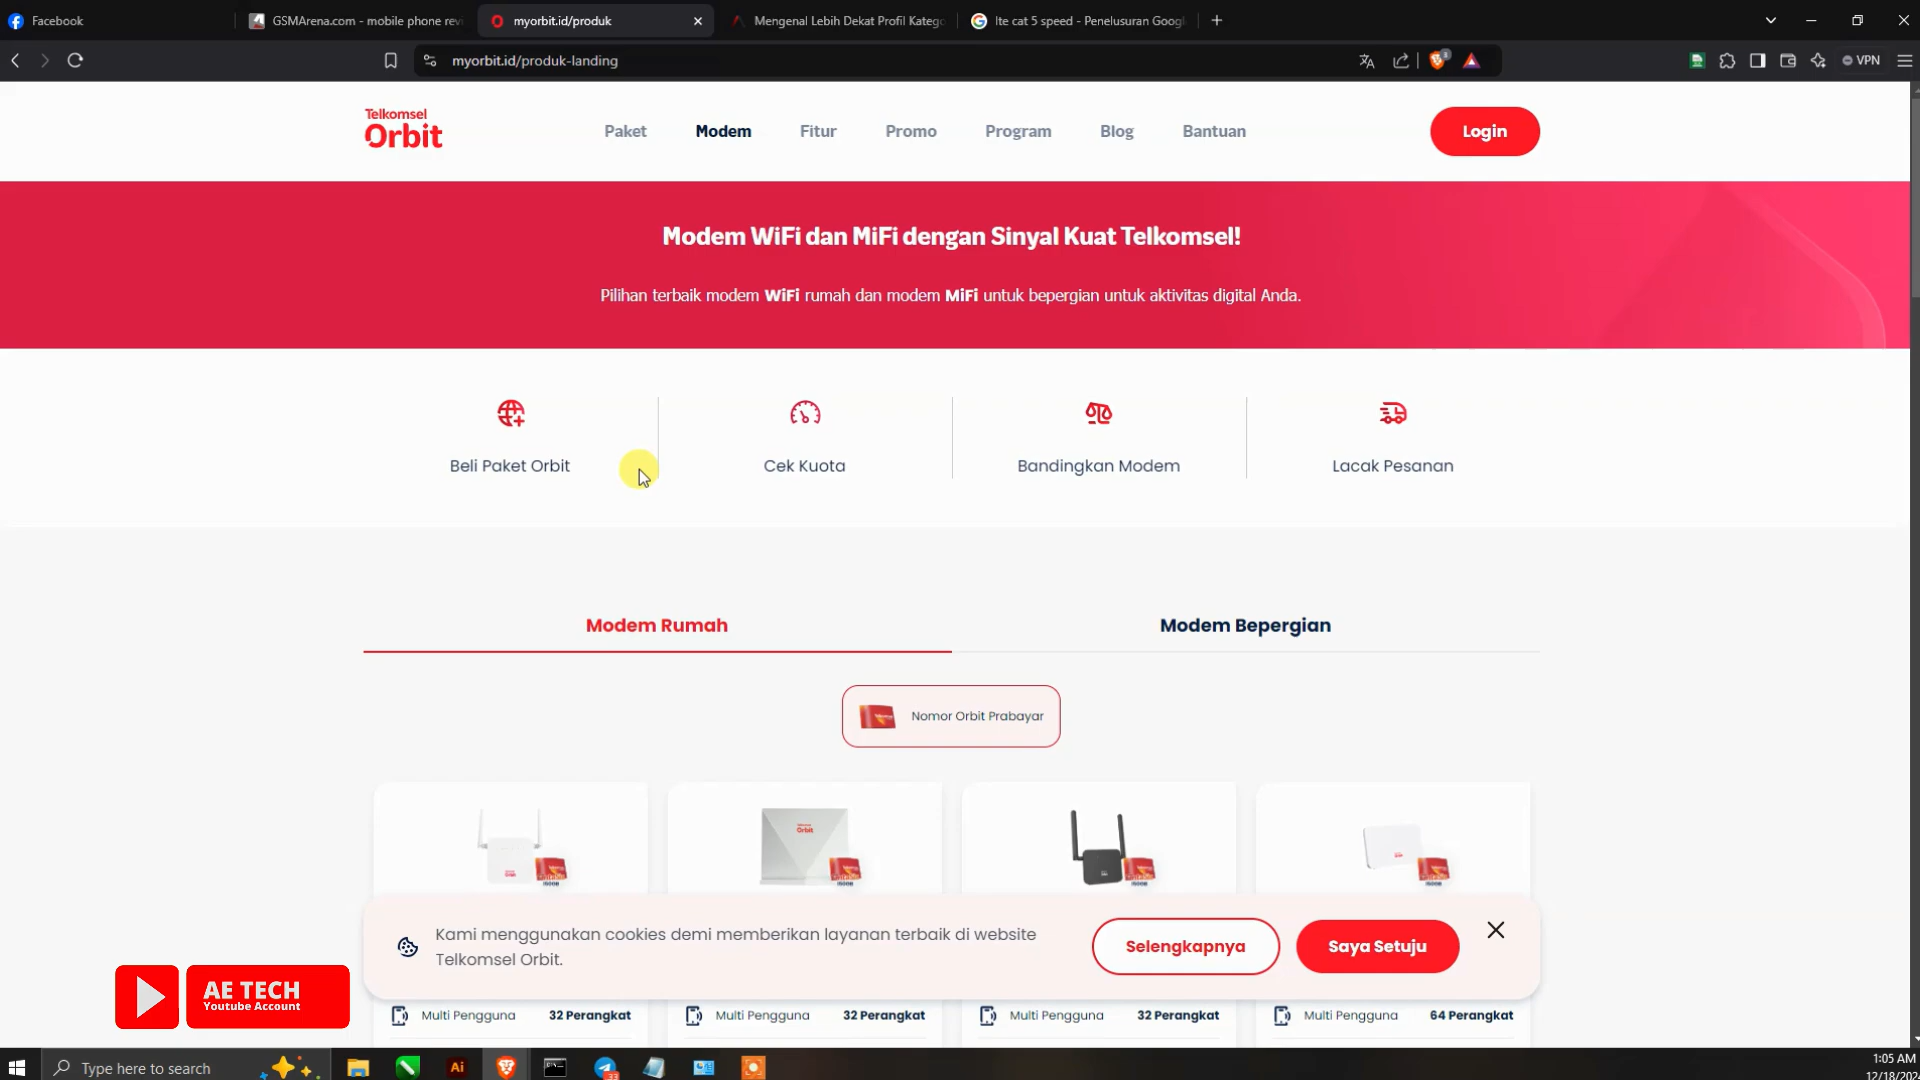 Facebook
GSMArena.com - mobile phone rev
myorbit.id/produk
Mengenal Lebih Dekat Profil Katego
lte cat 5 speed - Penelusuran Googl
myorbit.id/produk-landing
VPN
Telkomsel
Orbit
Paket
Modem
Fitur
Promo
Program
Blog
Bantuan
Login
Modem WiFi dan MiFi dengan Sinyal Kuat Telkomsel!
Pilihan terbaik modem WiFi rumah dan modem MiFi untuk bepergian untuk aktivitas digital Anda.
Beli Paket Orbit
Cek Kuota
Bandingkan Modem
Lacak Pesanan
Modem Rumah
Modem Bepergian
Nomor Orbit Prabayar
Kami menggunakan cookies demi memberikan layanan terbaik di website
Telkomsel Orbit.
Selengkapnya
Saya Setuju
AE TECH
Youtube Account
Multi Pengguna 32 Perangkat
Multi Pengguna 32 Perangkat
Multi Pengguna 32 Perangkat
Multi Pengguna 64 Perangkat
Type here to search
Ai
1:05 AM
12/18/202